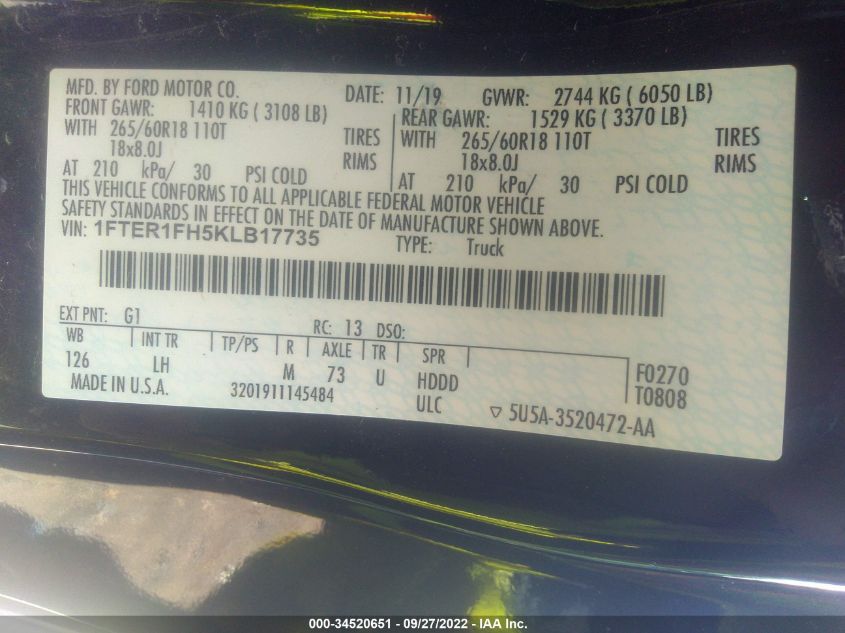 MFD. BY FORD MOTOR CO. DATE: 11/19 GVWR: 2744 KG ( 6050 LB)
FRONT GAWR: 1410 KG ( 3108 LB) REAR GAWR: 1529 KG ( 3370 LB)
WITH 265/60R18 110T TIRES WITH 265/60R18 110T TIRES
18x8.0J RIMS 18x8.0J RIMS
AT 210 kPa/ 30 PSI COLD AT 210 kPa/ 30 PSI COLD
THIS VEHICLE CONFORMS TO ALL APPLICABLE FEDERAL MOTOR VEHICLE
SAFETY STANDARDS IN EFFECT ON THE DATE OF MANUFACTURE SHOWN ABOVE.
VIN: 1FTER1FH5KLB17735 TYPE: Truck
EXT PNT: G1 RC: 13 DSO:
WB INT TR TP/PS R AXLE TR SPR
126 LH M 73 U HDDD F0270
MADE IN U.S.A. 3201911145484 ULC T0808
▽ 5U5A-3520472-AA
000-34520651 - 09/27/2022 - IAA Inc.